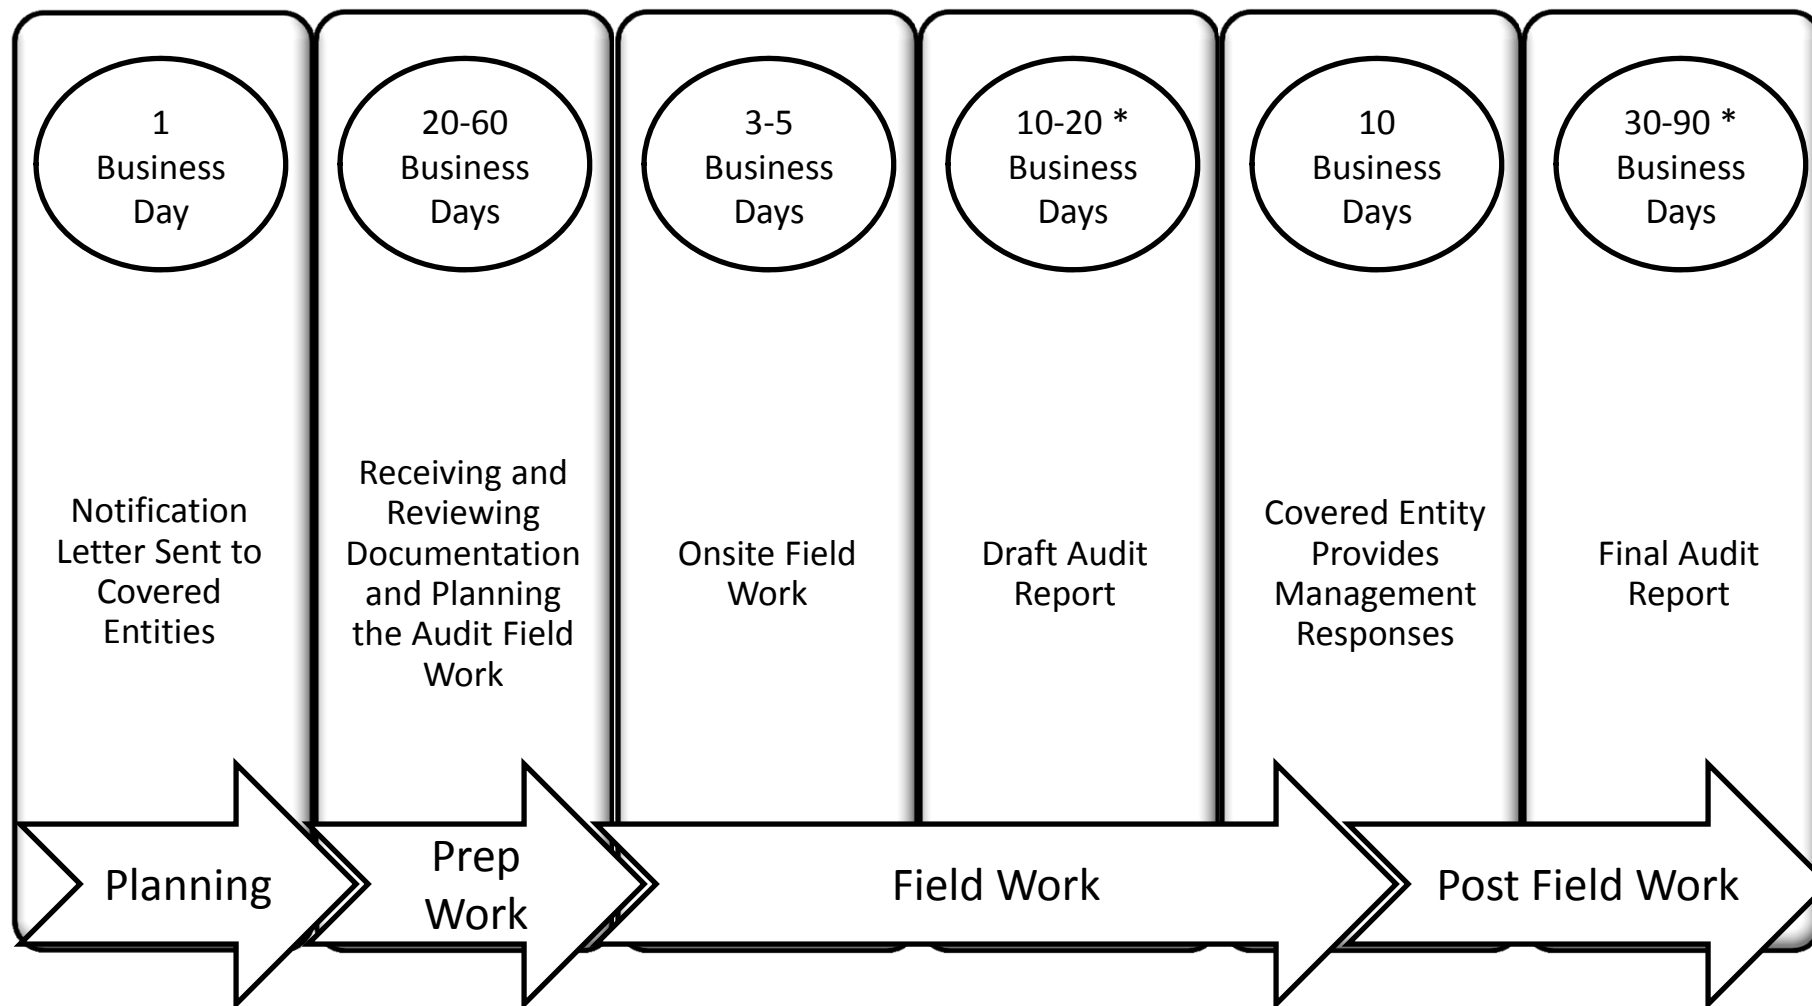 1
Business
Day
20-60
Business
Days
3-5
Business
Days
10-20 *
Business
Days
10
Business
Days
30-90 *
Business
Days
Notification
Letter Sent to
Covered
Entities
Receiving and
Reviewing
Documentation
and Planning
the Audit Field
Work
Onsite Field
Work
Draft Audit
Report
Covered Entity
Provides
Management
Responses
Final Audit
Report
Planning
Prep
Work
Field Work
Post Field Work